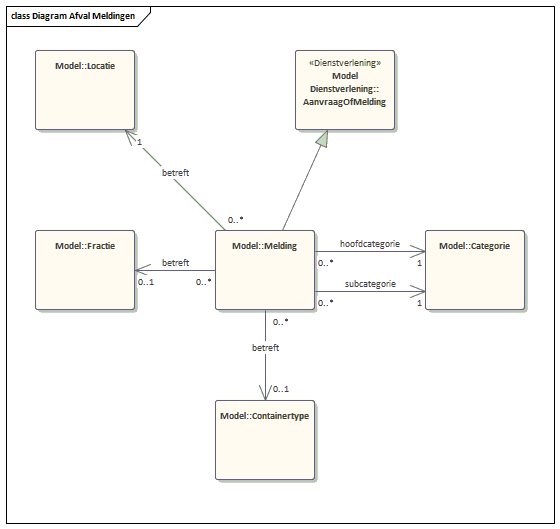 class Diagram Afval Meldingen
Model::Locatie
«Dienstverlening»
Model
Dienstverlening::
AanvraagOfMelding
1
betreft
0..*
Model::Fractie
betreft
0..1
0..*
Model::Melding
hoofdcategorie
0..*
1
subcategorie
0..*
1
Model::Categorie
0..*
betreft
0..1
Model::Containertype